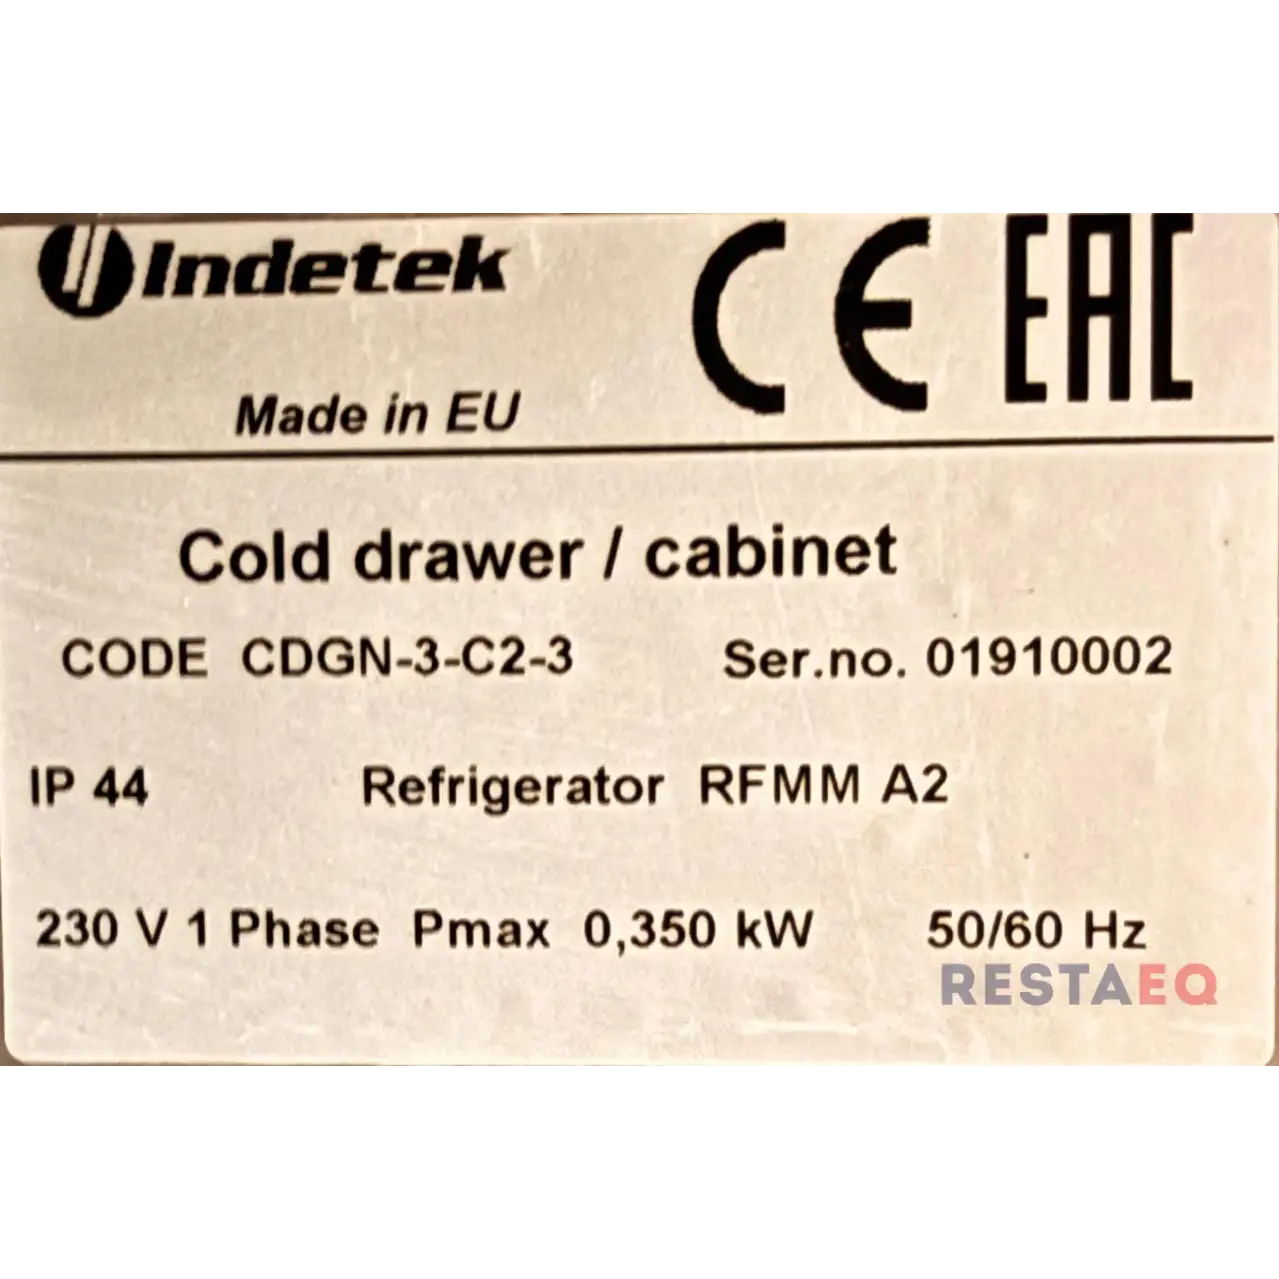 Indetek
CE EAC
Made in EU
Cold drawer / cabinet
CODE CDGN-3-C2-3 Ser.no. 01910002
IP 44 Refrigerator RFMM A2
230 V 1 Phase Pmax 0,350 kW 50/60 Hz
RESTAEQ